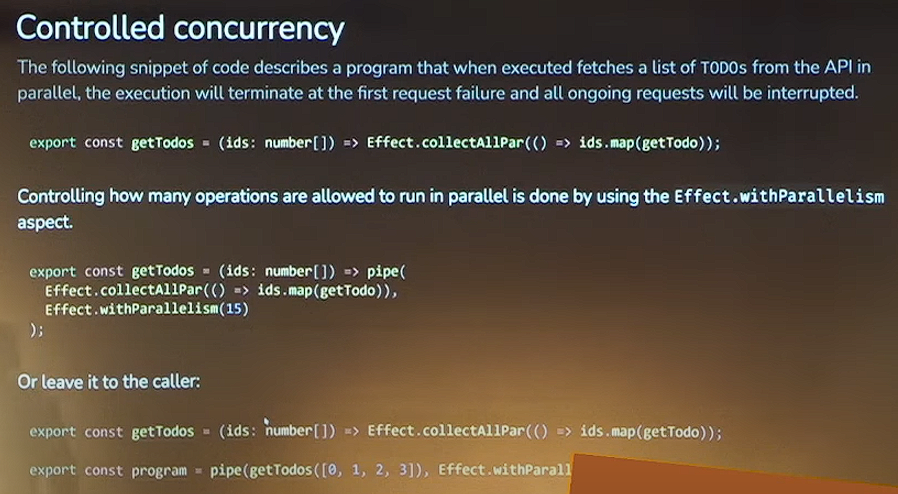 Controlled concurrency
The following snippet of code describes a program that when executed fetches a list of TODOs from the API in
parallel, the execution will terminate at the first request failure and all ongoing requests will be interrupted.
export const getTodos = (ids: number[]) => Effect.collectAllPar(() => ids.map(getTodo));
Controlling how many operations are allowed to run in parallel is done by using the Effect.withParallelism
aspect.
export const getTodos = (ids: number[]) => pipe(
Effect.collectAllPar(() => ids.map(getTodo)),
Effect.withParallelism(15)
);
Or leave it to the caller:
export const getTodos = (ids: number[]) => Effect.collectAllPar(() => ids.map(getTodo));
export const program = pipe(getTodos([0, 1, 2, 3]), Effect.withParall